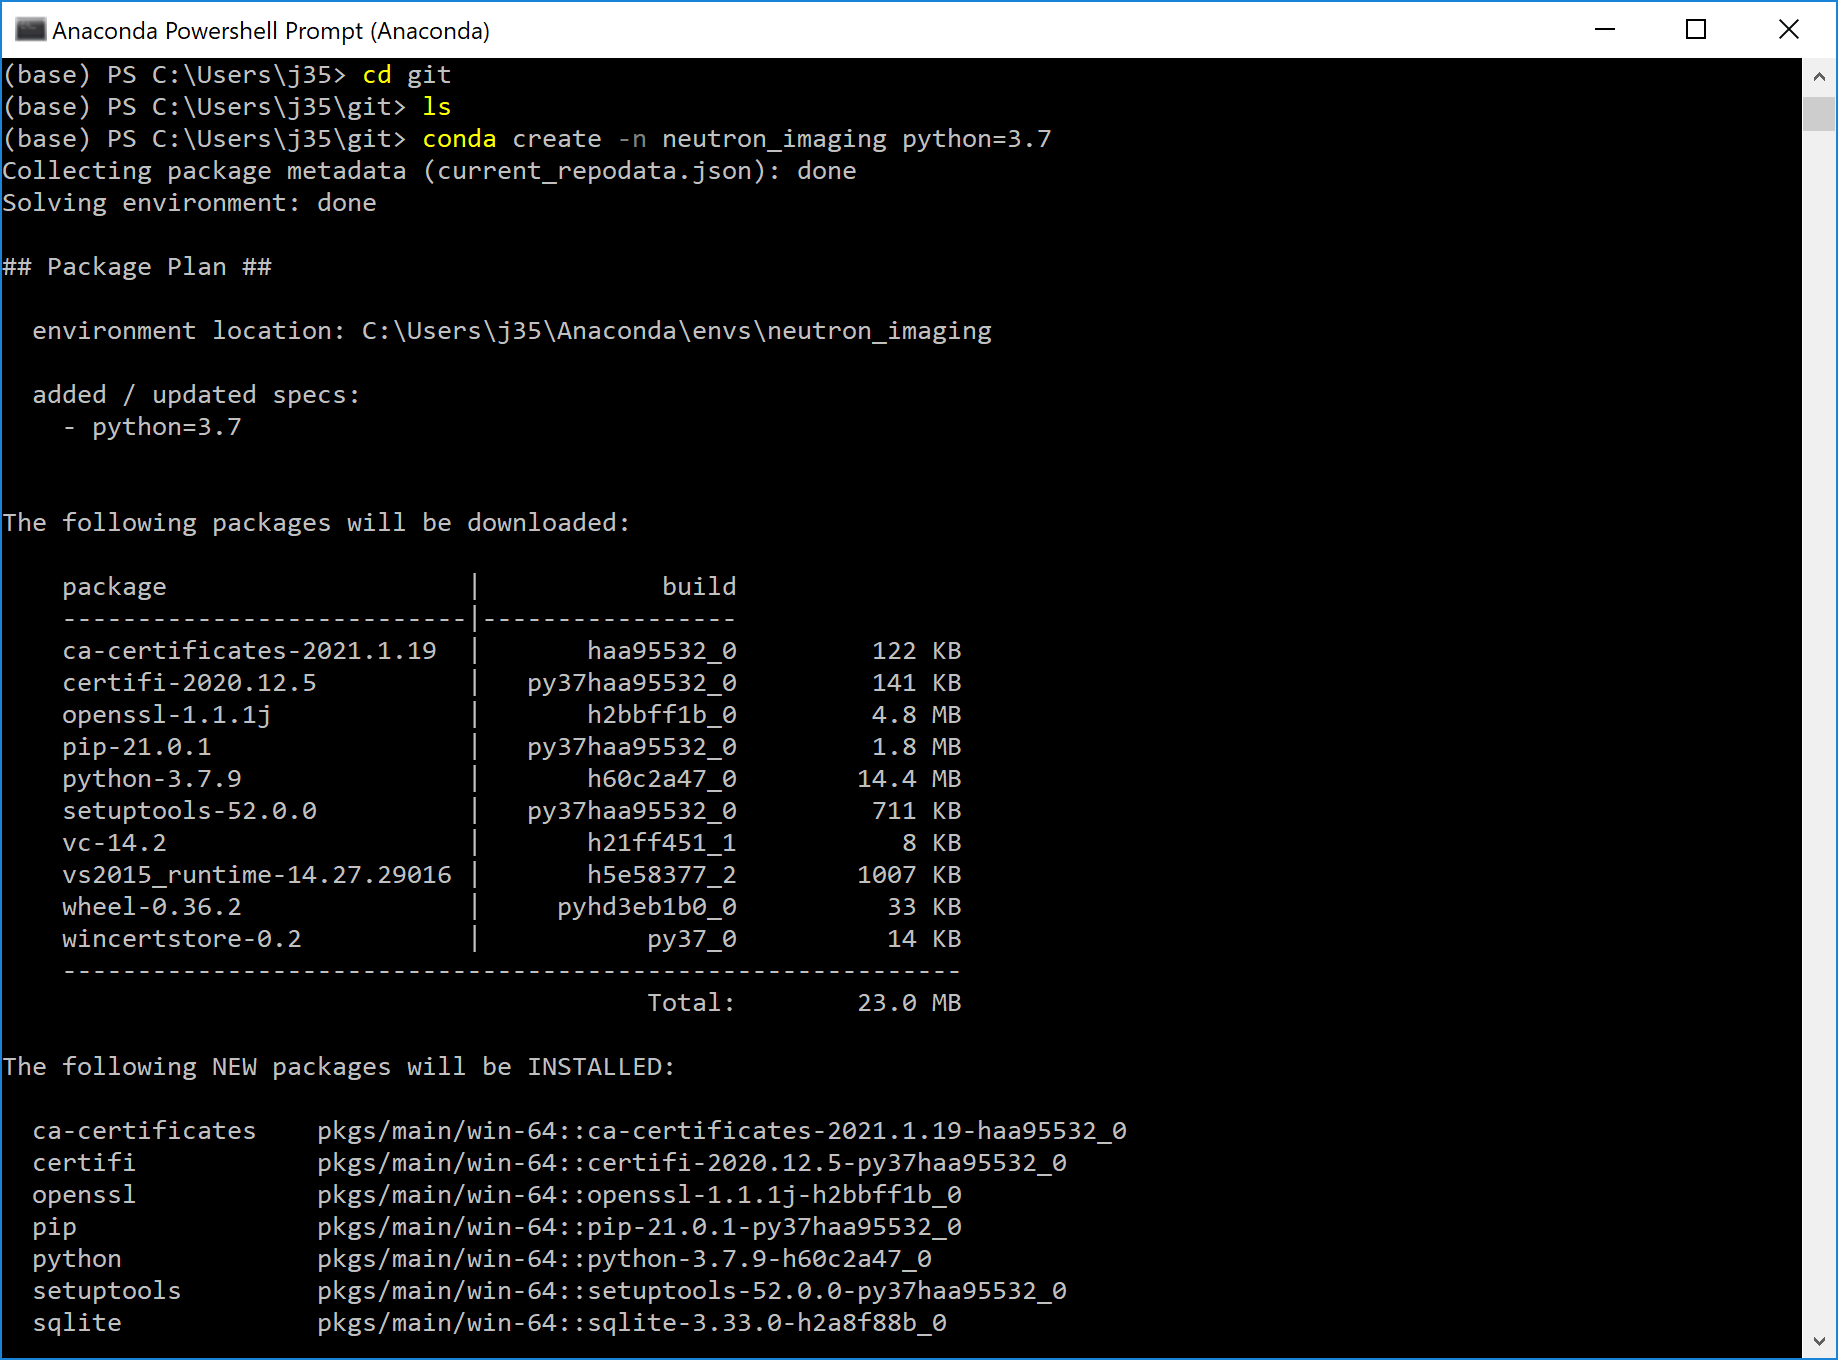 Anaconda Powershell Prompt (Anaconda)
(base) PS C:\Users\j35> cd git
(base) PS C:\Users\j35\git> ls
(base) PS C:\Users\j35\git> conda create -n neutron_imaging python=3.7
Collecting package metadata (current_repodata.json): done
Solving environment: done
## Package Plan ##
environment location: C:\Users\j35\Anaconda\envs\neutron_imaging
added / updated specs:
- python=3.7
The following packages will be downloaded:
package | build
---------------------------|-----------------
ca-certificates-2021.1.19 | haa95532_0 122 KB
certifi-2020.12.5 | py37haa95532_0 141 KB
openssl-1.1.1j | h2bbff1b_0 4.8 MB
pip-21.0.1 | py37haa95532_0 1.8 MB
python-3.7.9 | h60c2a47_0 14.4 MB
setuptools-52.0.0 | py37haa95532_0 711 KB
vc-14.2 | h21ff451_1 8 KB
vs2015_runtime-14.27.29016 | h5e58377_2 1007 KB
wheel-0.36.2 | pyhd3eb1b0_0 33 KB
wincertstore-0.2 | py37_0 14 KB
------------------------------------------------------------
Total: 23.0 MB
The following NEW packages will be INSTALLED:
ca-certificates pkgs/main/win-64::ca-certificates-2021.1.19-haa95532_0
certifi pkgs/main/win-64::certifi-2020.12.5-py37haa95532_0
openssl pkgs/main/win-64::openssl-1.1.1j-h2bbff1b_0
pip pkgs/main/win-64::pip-21.0.1-py37haa95532_0
python pkgs/main/win-64::python-3.7.9-h60c2a47_0
setuptools pkgs/main/win-64::setuptools-52.0.0-py37haa95532_0
sqlite pkgs/main/win-64::sqlite-3.33.0-h2a8f88b_0